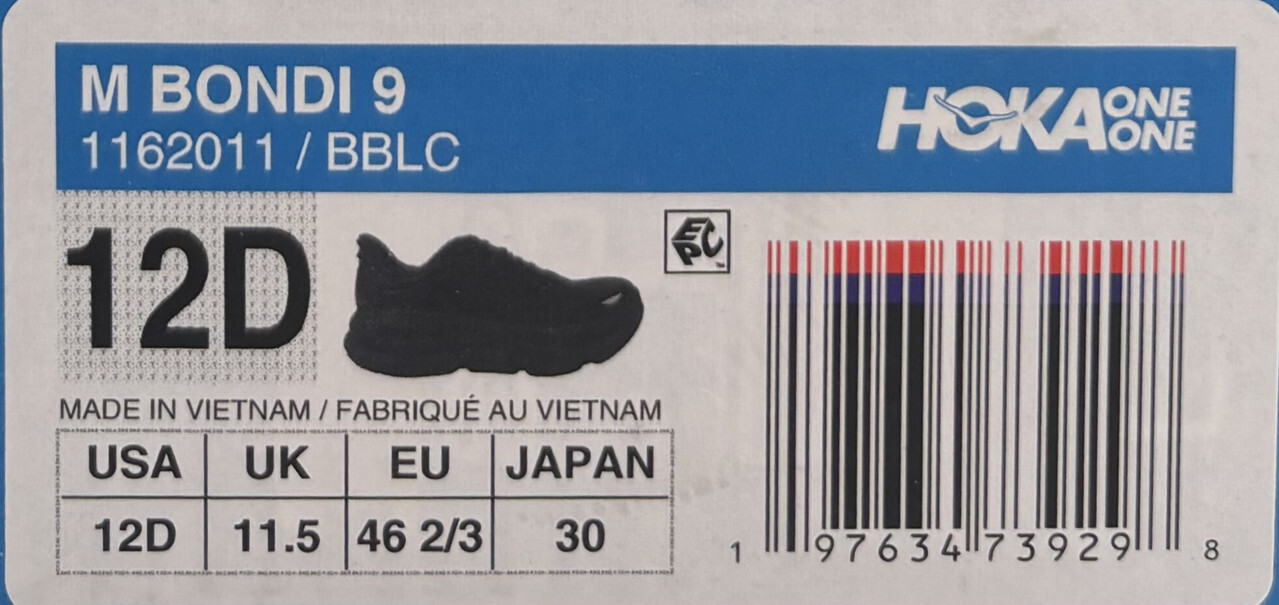 M BONDI 9
1162011 / BBLC
HOKA ONE ONE
12D
EPC™
MADE IN VIETNAM / FABRIQUÉ AU VIETNAM
USA UK EU JAPAN
12D 11.5 46 2/3 30
1 97634 73929 8